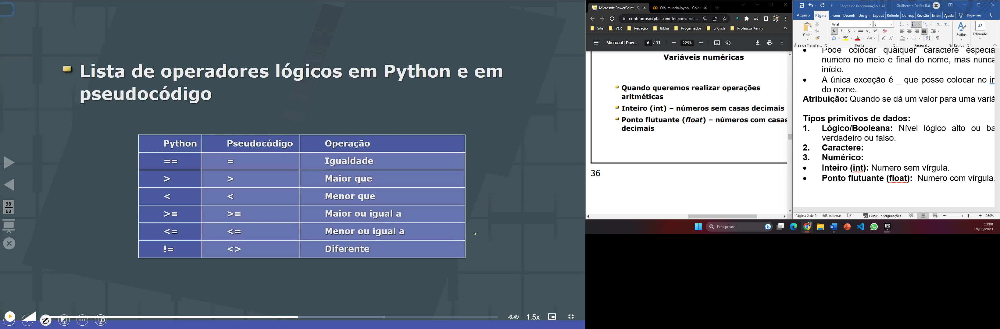 Lista de operadores lógicos em Python e em
pseudocódigo
Python Pseudocódigo Operação
== = Igualdade
> > Maior que
< < Menor que
>= >= Maior ou igual a
<= <= Menor ou igual a
!= <> Diferente
38
63
-6:49 1.5x
Microsoft PowerPoint - S_
Olá, mundo.ipynb - Colab
conteudosdigitais.uninter.com/mat...
Site VER Redação Bíblia Progamador English Professor Kenny »
Microsoft Pow... 6 / 11 — 229% +
Variáveis numéricas
Quando queremos realizar operações
aritméticas
Inteiro (int) – números sem casas decimais
Ponto flutuante (float) – números com casas
decimais
36
Lógica de Programação e Al... Guilherme Delfes Bai GD
Arquivo Página Inserir Desenh Design Layout Referên Corresp Revisão Exibir Ajuda Diga-me
Arial 8
Colar
N I S abc x₂ x²
Aa A A
Estilos
Editando
Área de Transfer... Fonte Parágrafo Estilos
Pode colocar qualquer caractere especia
numero no meio e final do nome, mas nunca
início.
A única exceção é _ que posse colocar no in
do nome.
Atribuição: Quando se dá um valor para uma variá
Tipos primitivos de dados:
1. Lógico/Booleana: Nível lógico alto ou ba
verdadeiro ou falso.
2. Caractere:
3. Numérico:
Inteiro (int): Numero sem vírgula.
Ponto flutuante (float): Numero com vírgula.
Página 2 de 2 463 palavras Exibir Configurações 260%
Pesquisar
EPIC
13:08
19/05/2023